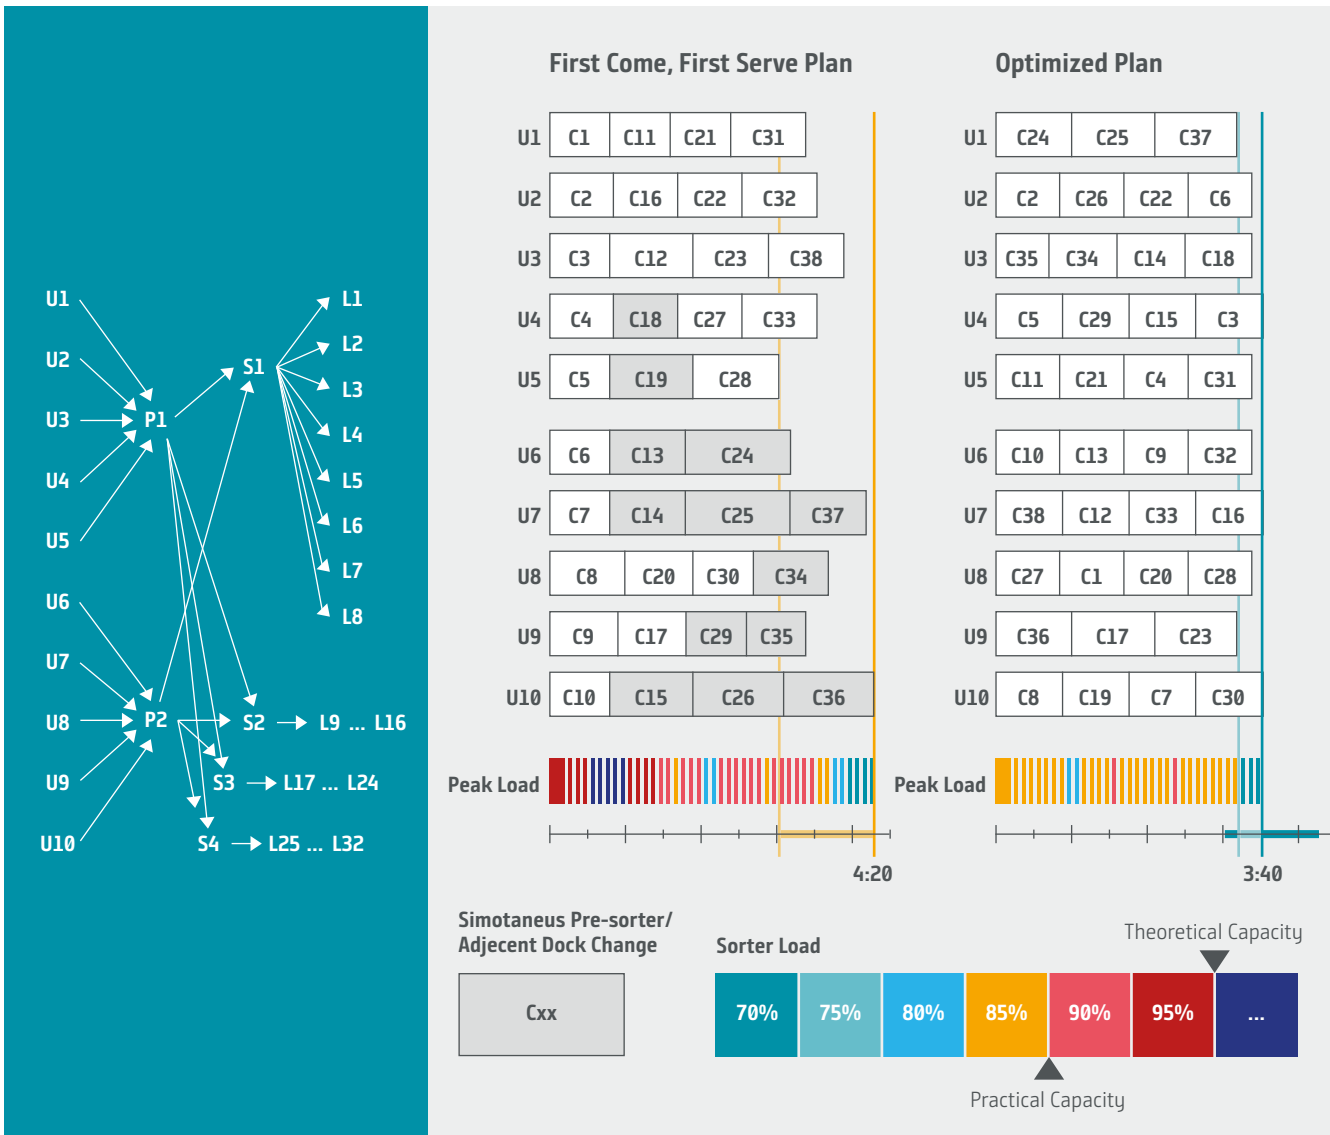 U1
U2
U3
U4
U5
U6
U7
U8
U9
U10
P1
P2
S1
S2
S3
S4
L1
L2
L3
L4
L5
L6
L7
L8
L9 ... L16
L17 ... L24
L25 ... L32
First Come, First Serve Plan
U1 C1 C11 C21 C31
U2 C2 C16 C22 C32
U3 C3 C12 C23 C38
U4 C4 C18 C27 C33
U5 C5 C19 C28
U6 C6 C13 C24
U7 C7 C14 C25 C37
U8 C8 C20 C30 C34
U9 C9 C17 C29 C35
U10 C10 C15 C26 C36
Peak Load
4:20
Optimized Plan
U1 C24 C25 C37
U2 C2 C26 C22 C6
U3 C35 C34 C14 C18
U4 C5 C29 C15 C3
U5 C11 C21 C4 C31
U6 C10 C13 C9 C32
U7 C38 C12 C33 C16
U8 C27 C1 C20 C28
U9 C36 C17 C23
U10 C8 C19 C7 C30
Peak Load
3:40
Simotaneus Pre-sorter/
Adjecent Dock Change
Cxx
Sorter Load
Theoretical Capacity
70% 75% 80% 85% 90% 95% ...
Practical Capacity